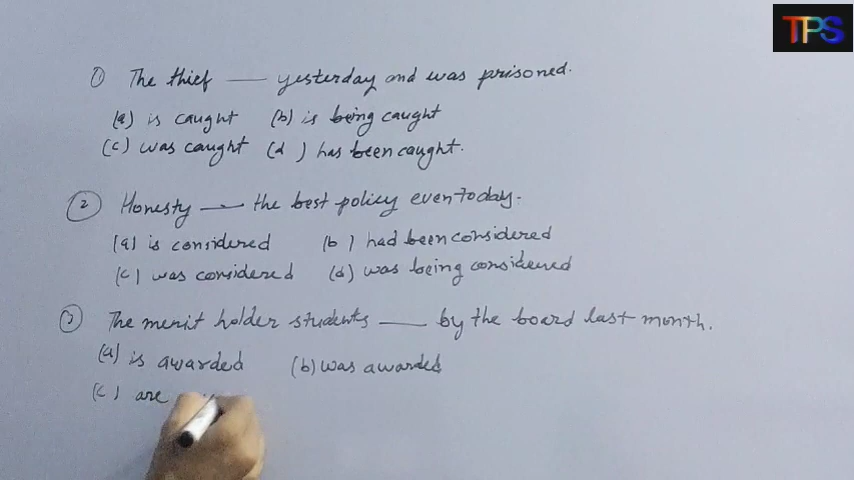 TPS
① The thief — yesterday and was prisoned.
(a) is caught (b) is being caught
(c) was caught (d) has been caught.
② Honesty — the best policy even today.
(a) is considered (b) had been considered
(c) was considered (d) was being considered
③ The merit holder students — by the board last month.
(a) is awarded (b) was awarded
(c) are